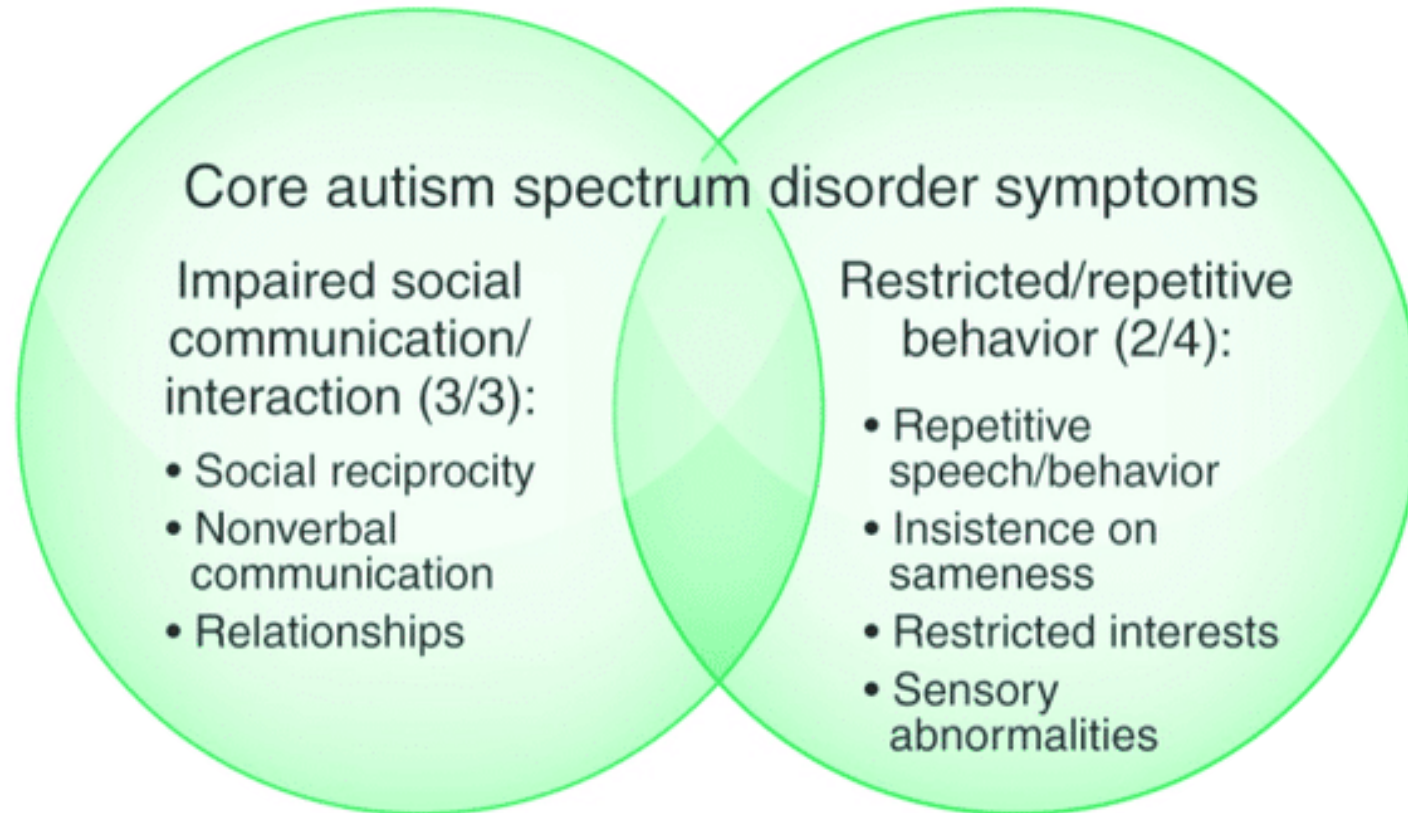 Core autism spectrum disorder symptoms
Impaired social
communication/
interaction (3/3):
• Social reciprocity
• Nonverbal
communication
• Relationships
Restricted/repetitive
behavior (2/4):
• Repetitive
speech/behavior
• Insistence on
sameness
• Restricted interests
• Sensory
abnormalities